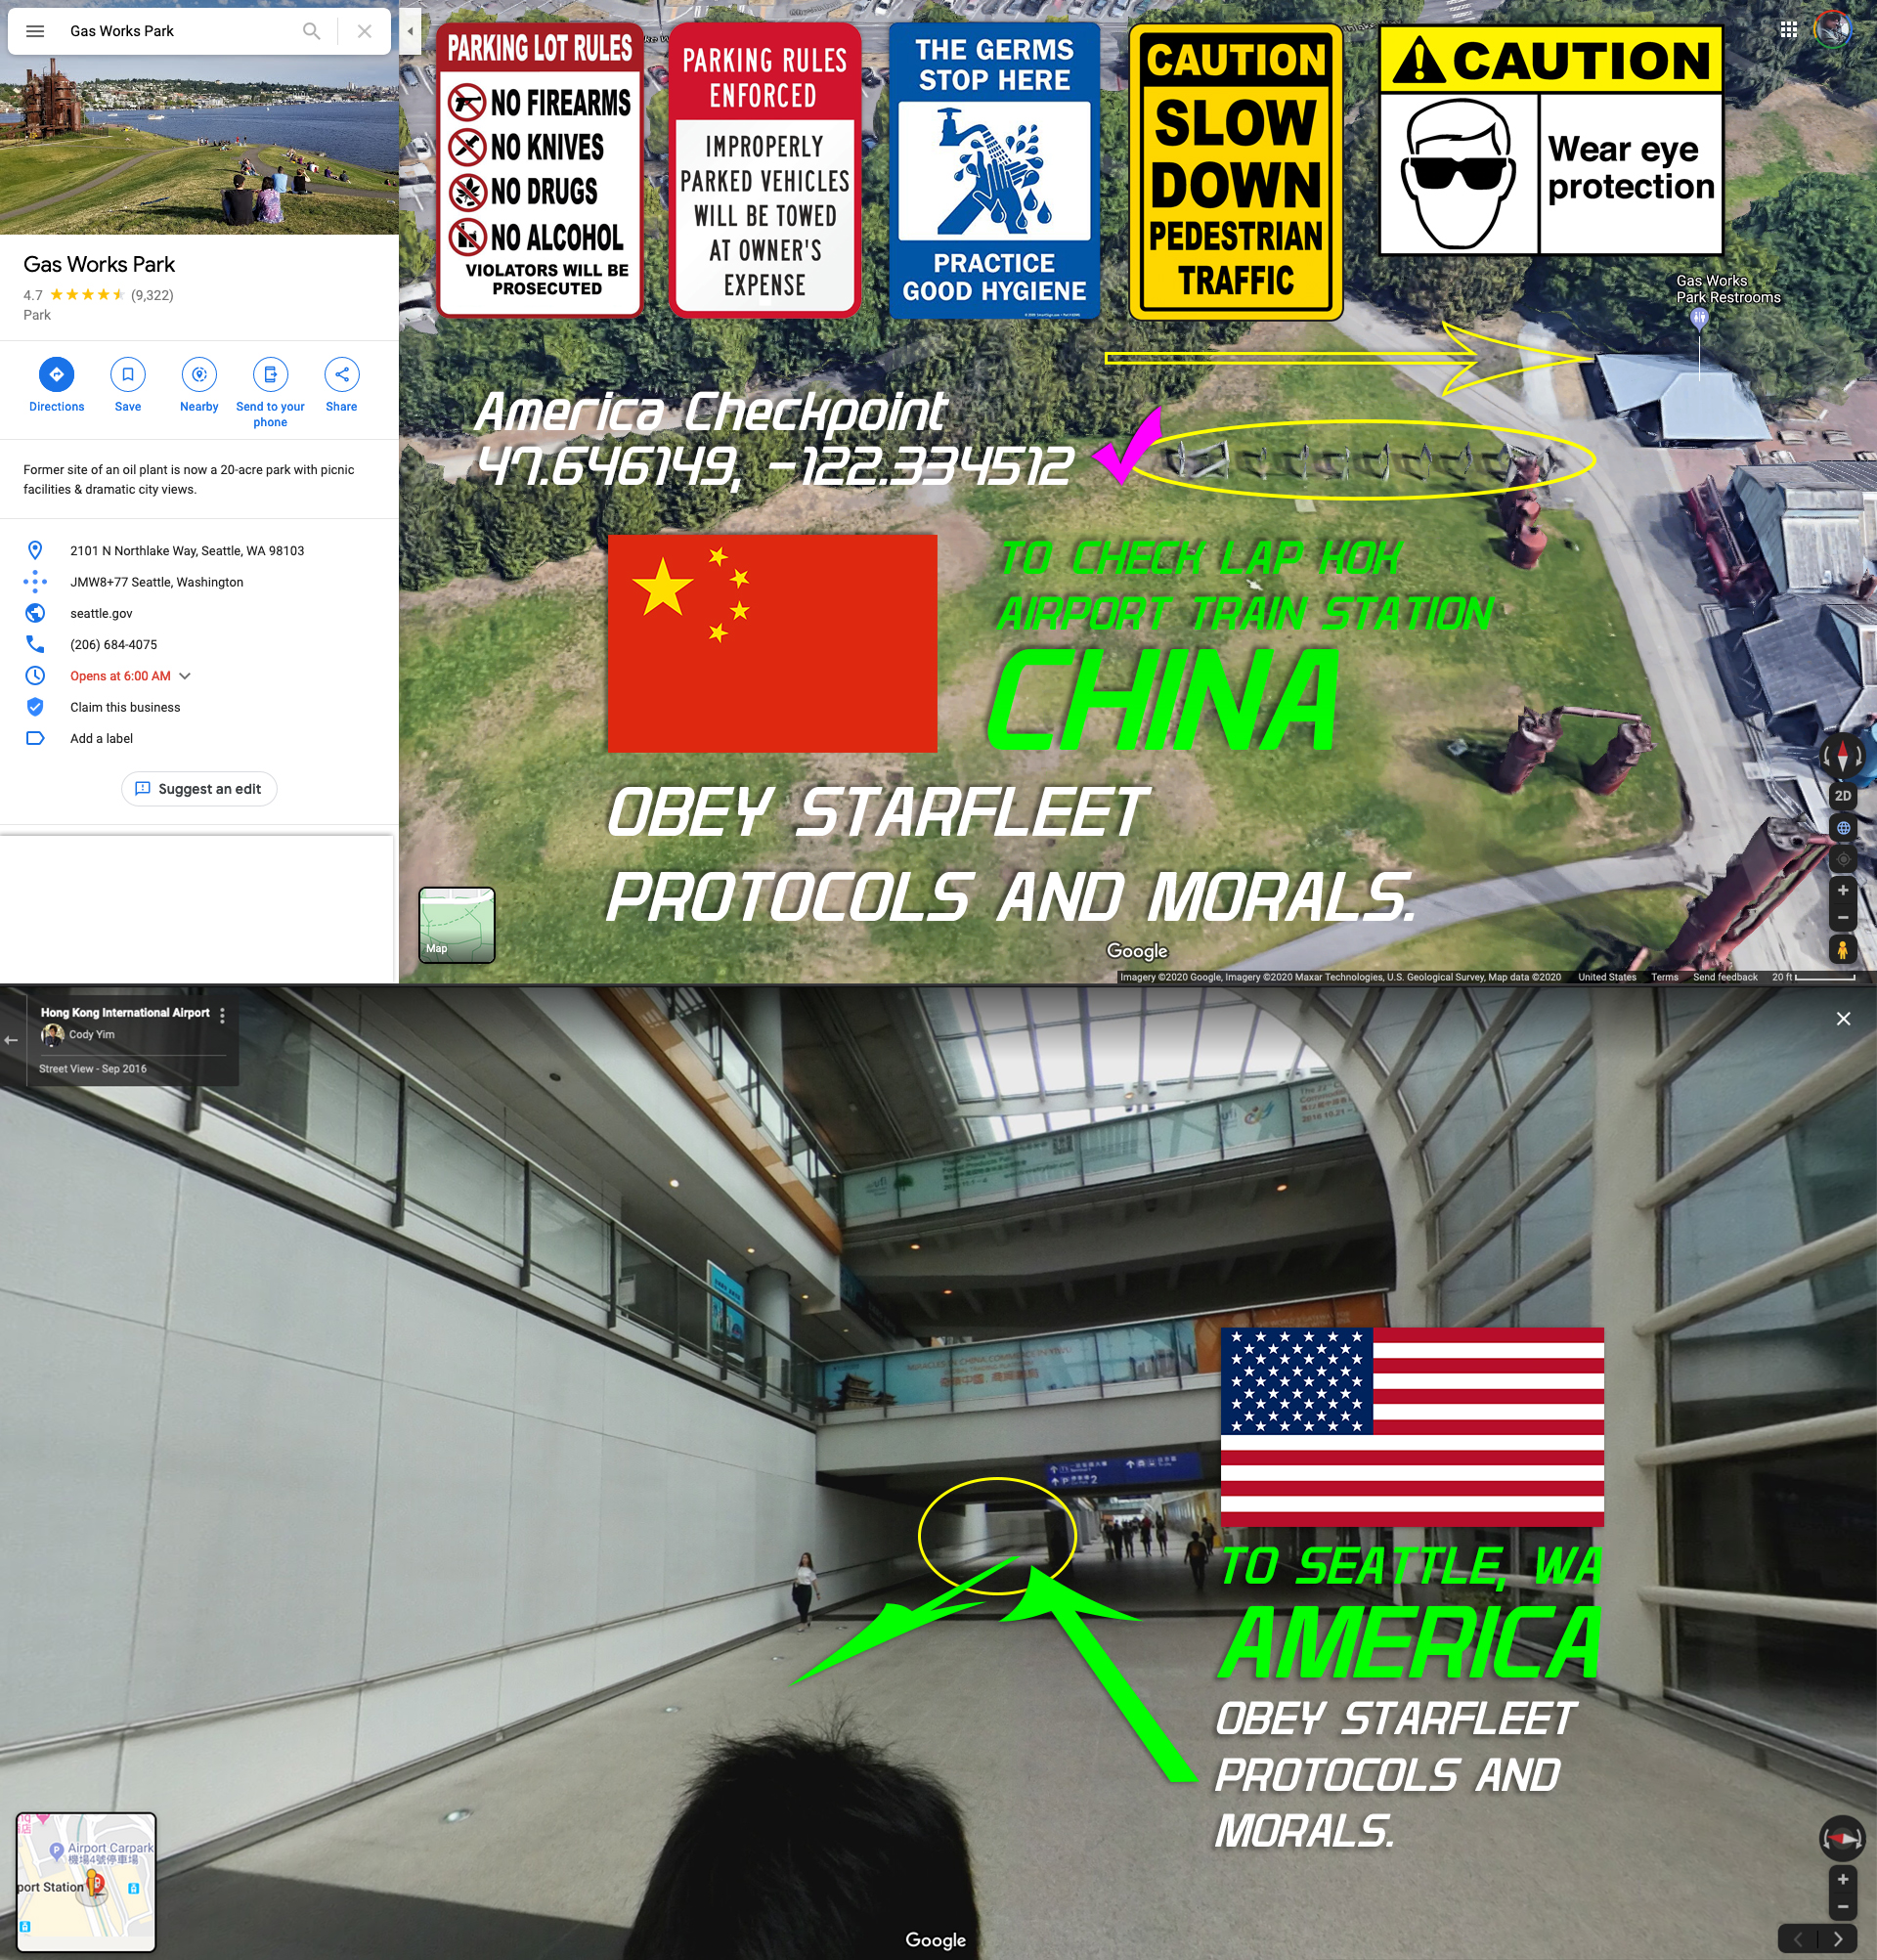 Gas Works Park
Gas Works Park
4.7 (9,322)
Park
Directions
Save
Nearby
Send to your phone
Share
Former site of an oil plant is now a 20-acre park with picnic
facilities & dramatic city views.
2101 N Northlake Way, Seattle, WA 98103
JMW8+77 Seattle, Washington
seattle.gov
(206) 684-4075
Opens at 6:00 AM
Claim this business
Add a label
Suggest an edit
PARKING LOT RULES
NO FIREARMS
NO KNIVES
NO DRUGS
NO ALCOHOL
VIOLATORS WILL BE
PROSECUTED
PARKING RULES
ENFORCED
IMPROPERLY
PARKED VEHICLES
WILL BE TOWED
AT OWNER'S
EXPENSE
THE GERMS
STOP HERE
PRACTICE
GOOD HYGIENE
CAUTION
SLOW
DOWN
PEDESTRIAN
TRAFFIC
CAUTION
Wear eye
protection
Gas Works
Park Restrooms
America Checkpoint
47.646149, -122.334512
TO CHECK LAP KOK
AIRPORT TRAIN STATION
CHINA
OBEY STARFLEET
PROTOCOLS AND MORALS.
Map
Google
2D
Imagery ©2020 Google, Imagery ©2020 Maxar Technologies, U.S. Geological Survey, Map data ©2020 United States Terms Send feedback 20 ft
Hong Kong International Airport
Cody Yim
Street View - Sep 2016
MIRACLES IN CHINA COMMERCE IN YIWU
2
TO SEATTLE, WA
AMERICA
OBEY STARFLEET
PROTOCOLS AND
MORALS.
Airport Carpark
機場4號停車場
port Station
Google